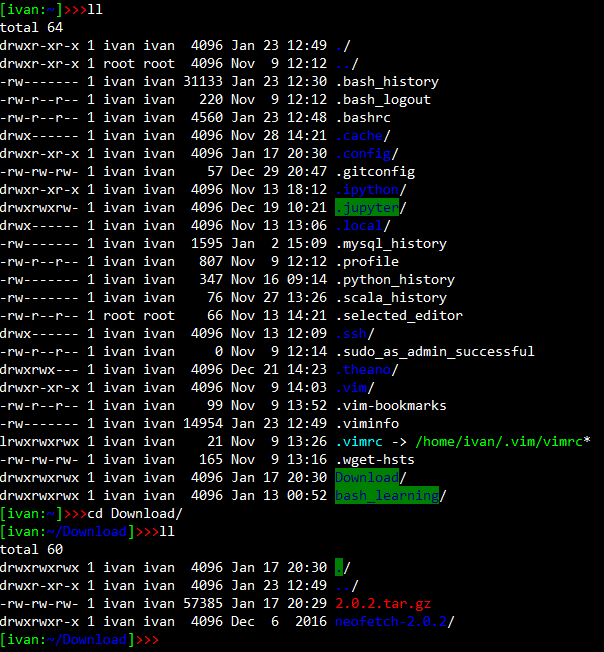 [ivan:~]>>>ll
total 64
drwxr-xr-x 1 ivan ivan  4096 Jan 23 12:49 ./
drwxr-xr-x 1 root root  4096 Nov  9 12:12 ../
-rw------- 1 ivan ivan 31133 Jan 23 12:30 .bash_history
-rw-r--r-- 1 ivan ivan   220 Nov  9 12:12 .bash_logout
-rw-r--r-- 1 ivan ivan  4560 Jan 23 12:48 .bashrc
drwx------ 1 ivan ivan  4096 Nov 28 14:21 .cache/
drwxr-xr-x 1 ivan ivan  4096 Jan 17 20:30 .config/
-rw-rw-rw- 1 ivan ivan    57 Dec 29 20:47 .gitconfig
drwxr-xr-x 1 ivan ivan  4096 Nov 13 18:12 .ipython/
drwxrwxrw- 1 ivan ivan  4096 Dec 19 10:21 .jupyter/
drwx------ 1 ivan ivan  4096 Nov 13 13:06 .local/
-rw------- 1 ivan ivan  1595 Jan  2 15:09 .mysql_history
-rw-r--r-- 1 ivan ivan   807 Nov  9 12:12 .profile
-rw------- 1 ivan ivan   347 Nov 16 09:14 .python_history
-rw------- 1 ivan ivan    76 Nov 27 13:26 .scala_history
-rw-r--r-- 1 root root    66 Nov 13 14:21 .selected_editor
drwx------ 1 ivan ivan  4096 Nov 13 12:09 .ssh/
-rw-r--r-- 1 ivan ivan     0 Nov  9 12:14 .sudo_as_admin_successful
drwxrwx--- 1 ivan ivan  4096 Dec 21 14:23 .theano/
drwxr-xr-x 1 ivan ivan  4096 Nov  9 14:03 .vim/
-rw-r--r-- 1 ivan ivan    99 Nov  9 13:52 .vim-bookmarks
-rw------- 1 ivan ivan 14954 Jan 23 12:49 .viminfo
lrwxrwxrwx 1 ivan ivan    21 Nov  9 13:26 .vimrc -> /home/ivan/.vim/vimrc*
-rw-rw-rw- 1 ivan ivan   165 Nov  9 13:16 .wget-hsts
drwxrwxrwx 1 ivan ivan  4096 Jan 17 20:30 Download/
drwxrwxrwx 1 ivan ivan  4096 Jan 13 00:52 bash_learning/
[ivan:~]>>>cd Download/
[ivan:~/Download]>>>ll
total 60
drwxrwxrwx 1 ivan ivan  4096 Jan 17 20:30 ./
drwxr-xr-x 1 ivan ivan  4096 Jan 23 12:49 ../
-rw-rw-rw- 1 ivan ivan 57385 Jan 17 20:29 2.0.2.tar.gz
drwxr-xr-x 1 ivan ivan  4096 Dec  6  2016 neofetch-2.0.2/
[ivan:~/Download]>>>